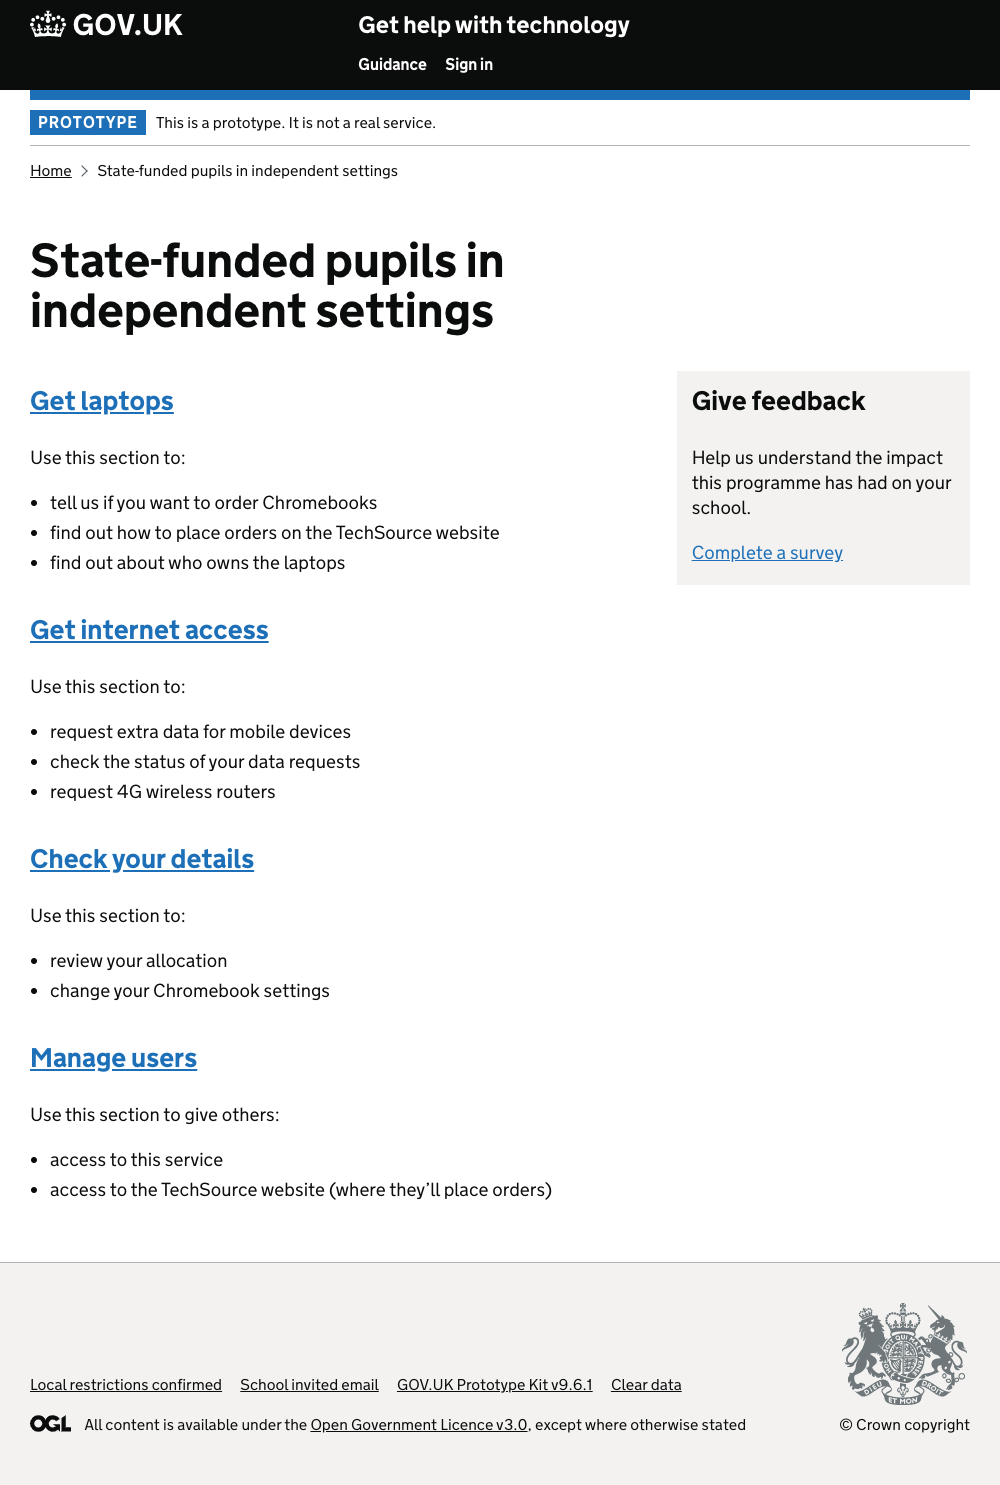 GOV.UK
Get help with technology
Guidance Sign in
PROTOTYPE This is a prototype. It is not a real service.
Home > State-funded pupils in independent settings
State-funded pupils in
independent settings
Get laptops
Use this section to:
• tell us if you want to order Chromebooks
• find out how to place orders on the TechSource website
• find out about who owns the laptops
Get internet access
Use this section to:
• request extra data for mobile devices
• check the status of your data requests
• request 4G wireless routers
Check your details
Use this section to:
• review your allocation
• change your Chromebook settings
Manage users
Use this section to give others:
• access to this service
• access to the TechSource website (where they’ll place orders)
Give feedback
Help us understand the impact
this programme has had on your
school.
Complete a survey
Local restrictions confirmed School invited email GOV.UK Prototype Kit v9.6.1 Clear data
OGL All content is available under the Open Government Licence v3.0, except where otherwise stated
DIEU ET MON DROIT
© Crown copyright